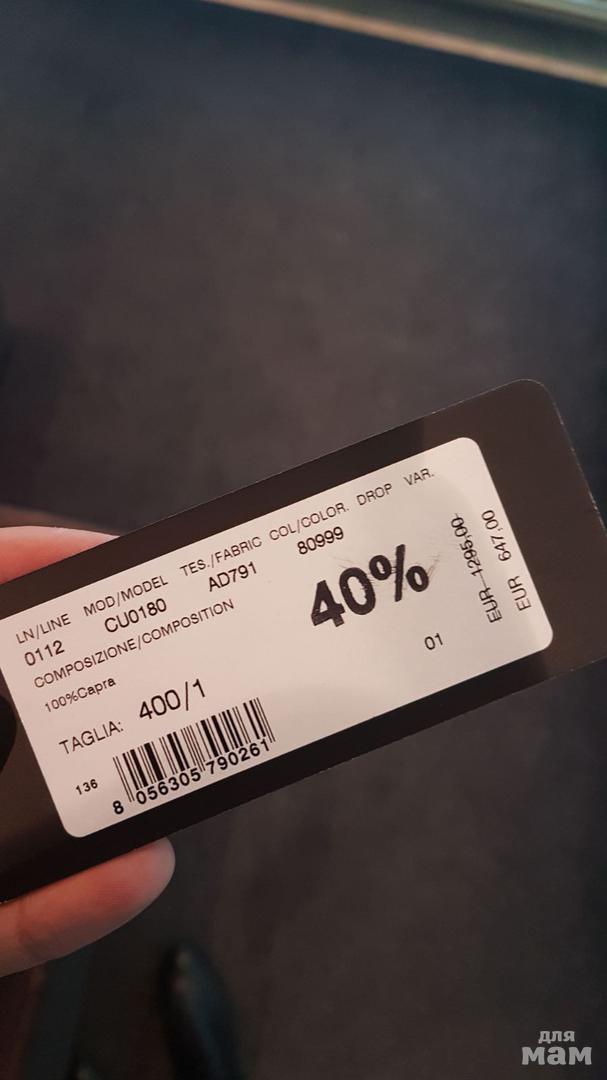 LN/LINE MOD/MODEL TES./FABRIC COL/COLOR. DROP VAR.
0112 CU0180 AD791 80999
COMPOSIZIONE/COMPOSITION
100%Capra
40%
TAGLIA: 400/1
01
136
8 056305 790261
EUR 1295,00
EUR 647,00
для
мам